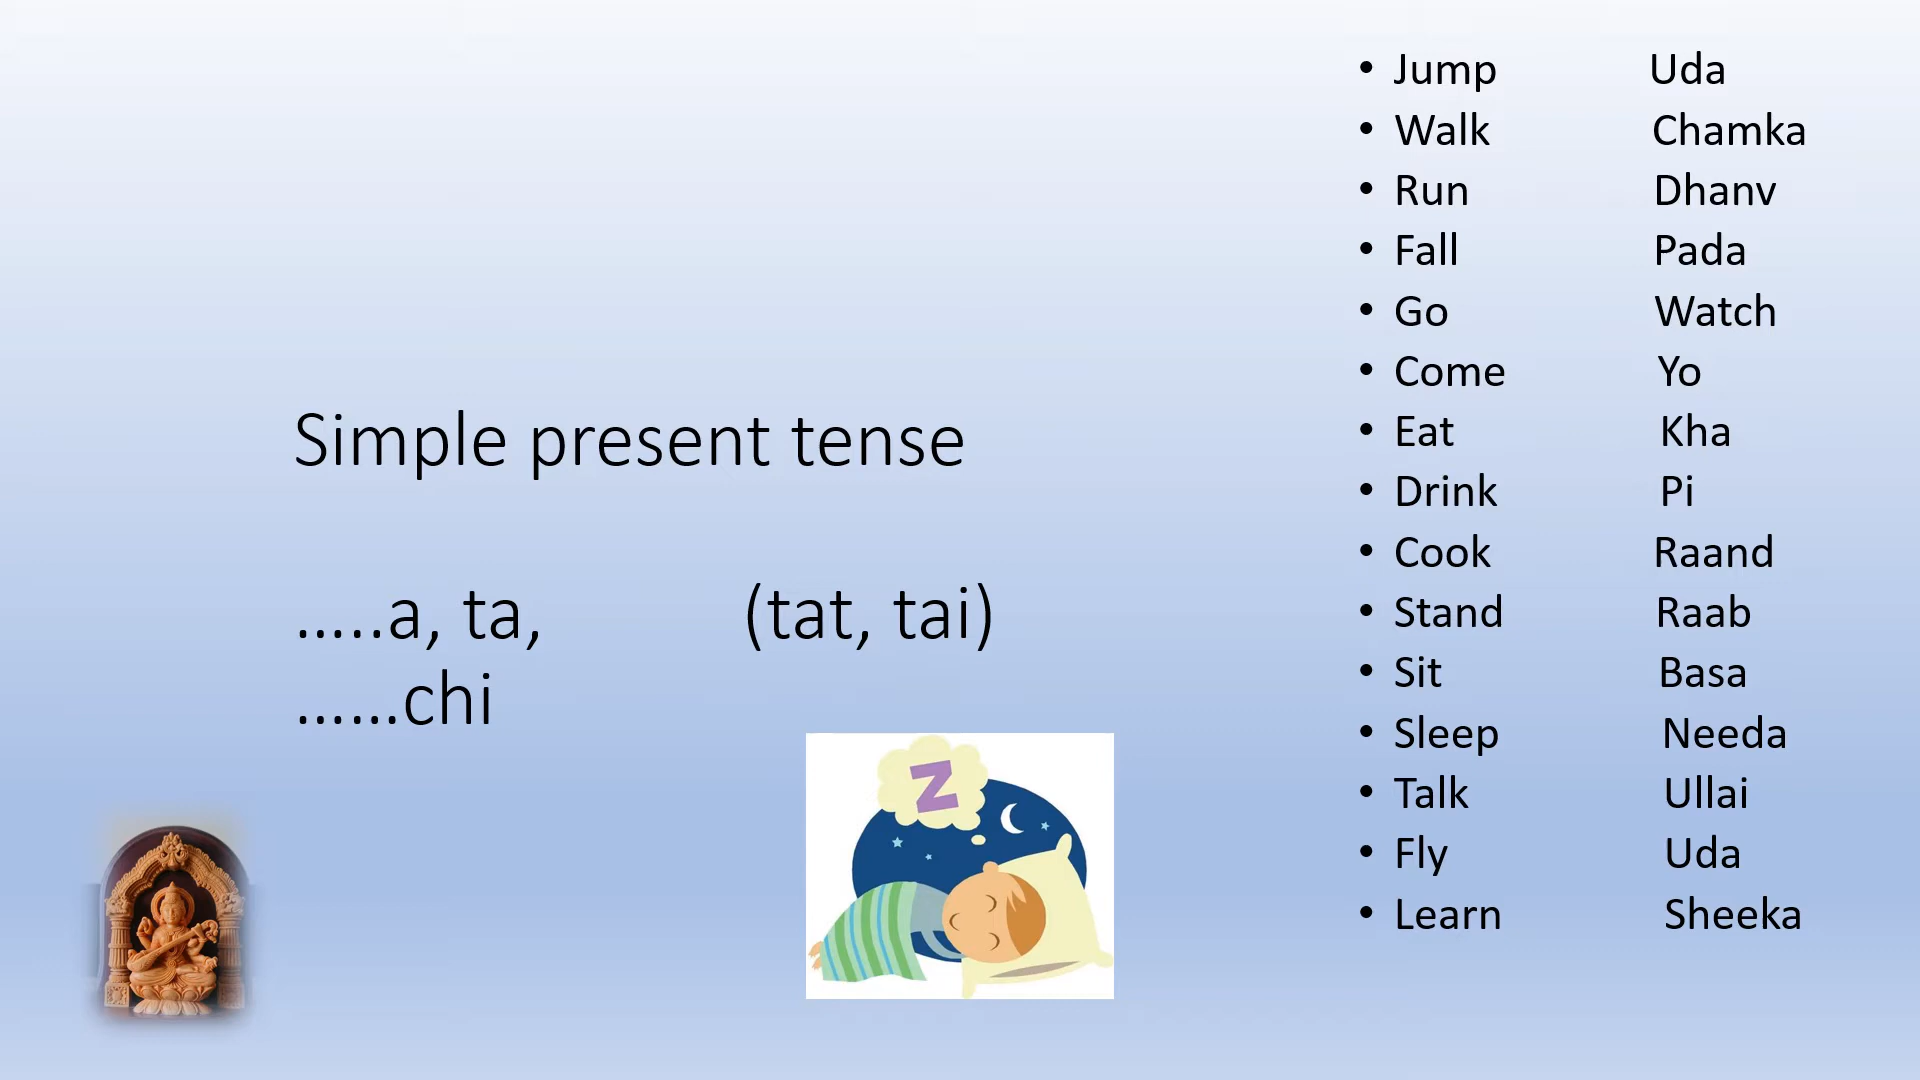 Simple present tense
…..a, ta, (tat, tai)
……chi
Z
• Jump Uda
• Walk Chamka
• Run Dhanv
• Fall Pada
• Go Watch
• Come Yo
• Eat Kha
• Drink Pi
• Cook Raand
• Stand Raab
• Sit Basa
• Sleep Needa
• Talk Ullai
• Fly Uda
• Learn Sheeka